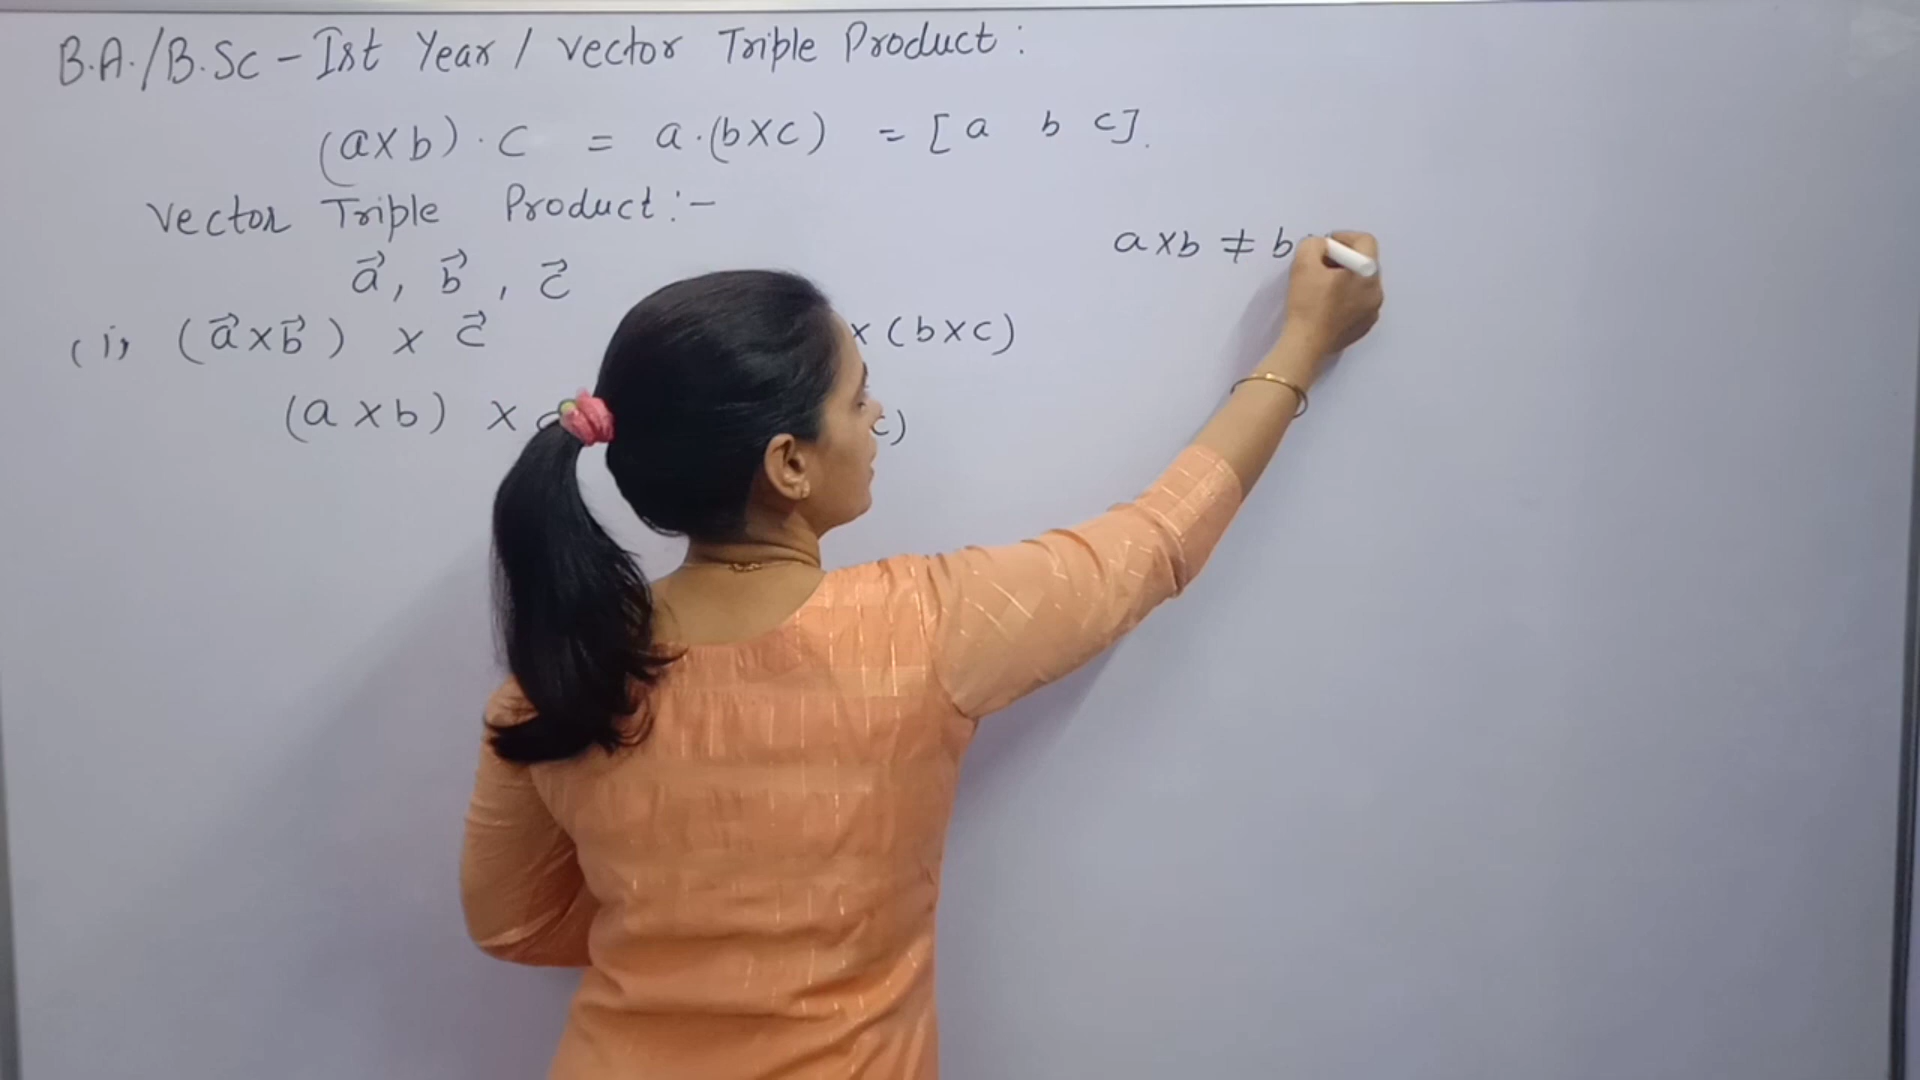 B.A./B.Sc - Ist Year / Vector Triple Product :
(a×b)·c = a·(b×c) = [a b c].
Vector Triple Product :-
a⃗, b⃗, c⃗
a×b ≠ b
(i) (a⃗×b⃗) × c⃗ × (b×c)
(a×b) × c)